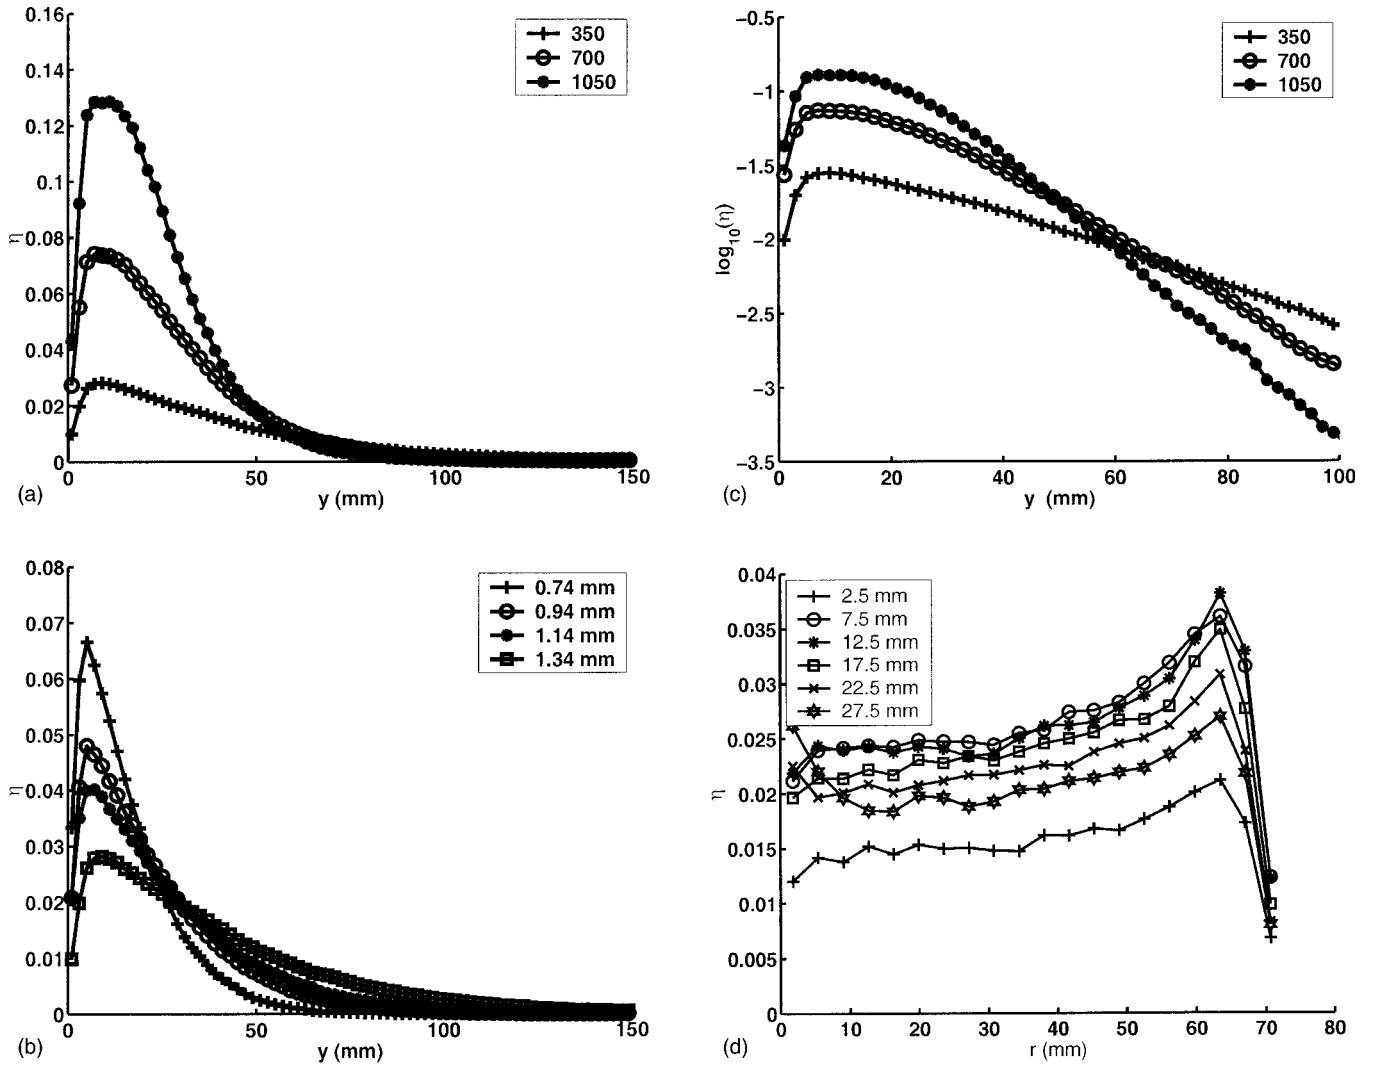 0.16
0.14
0.12
0.1
0.08
0.06
0.04
0.02
0
η
350
700
1050
0
50
100
150
y (mm)
(a)
−0.5
−1
−1.5
−2
−2.5
−3
−3.5
log10(η)
350
700
1050
0
20
40
60
80
100
y (mm)
(c)
0.08
0.07
0.06
0.05
0.04
0.03
0.02
0.01
0
η
0.74 mm
0.94 mm
1.14 mm
1.34 mm
0
50
100
150
y (mm)
(b)
0.04
0.035
0.03
0.025
0.02
0.015
0.01
0.005
0
η
2.5 mm
7.5 mm
12.5 mm
17.5 mm
22.5 mm
27.5 mm
0
10
20
30
40
50
60
70
80
r (mm)
(d)